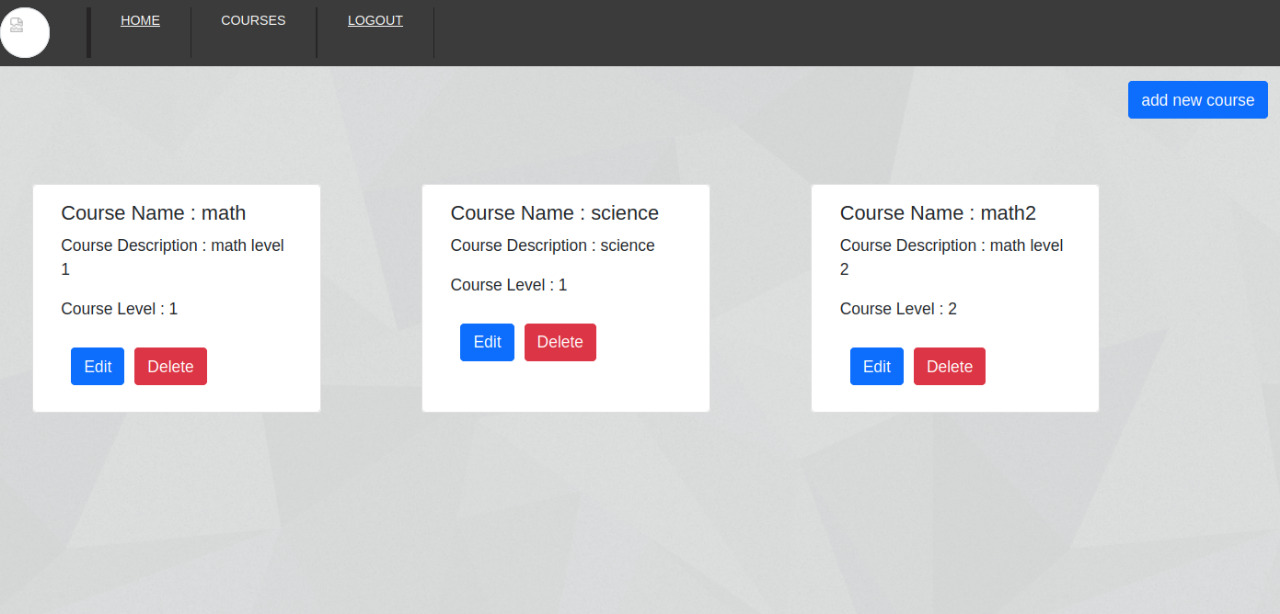 HOME COURSES LOGOUT
add new course
Course Name : math
Course Description : math level
1
Course Level : 1
Edit Delete
Course Name : science
Course Description : science
Course Level : 1
Edit Delete
Course Name : math2
Course Description : math level
2
Course Level : 2
Edit Delete